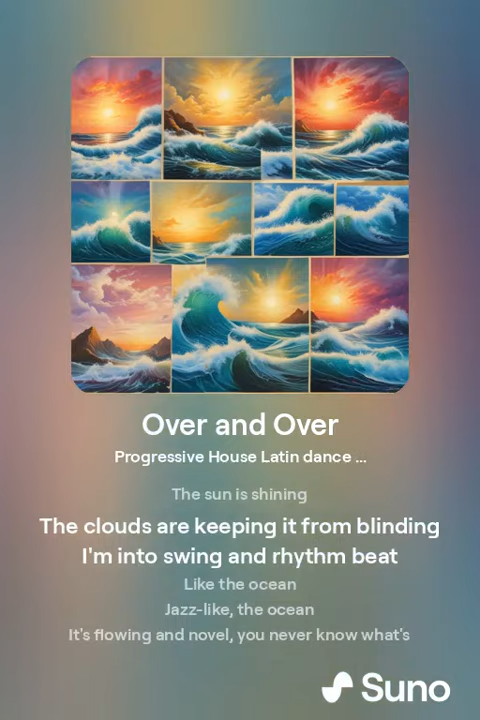 Over and Over
Progressive House Latin dance ...
The sun is shining
The clouds are keeping it from blinding
I'm into swing and rhythm beat
Like the ocean
Jazz-like, the ocean
It's flowing and novel, you never know what's
Suno